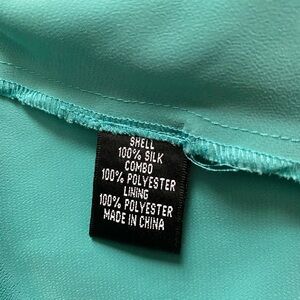 SHELL
100% SILK
COMBO
100% POLYESTER
LINING
100% POLYESTER
MADE IN CHINA